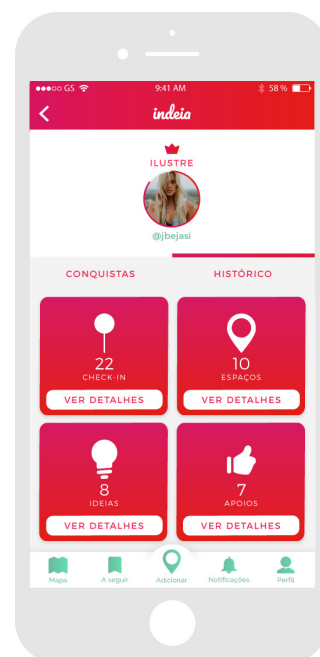 GS 9:41 AM 58 %
indeia
ILUSTRE
@jbejasi
CONQUISTAS HISTÓRICO
22 10
CHECK-IN ESPAÇOS
VER DETALHES VER DETALHES
8 7
IDEIAS APOIOS
VER DETALHES VER DETALHES
Mapa A seguir Adicionar Notificações Perfil